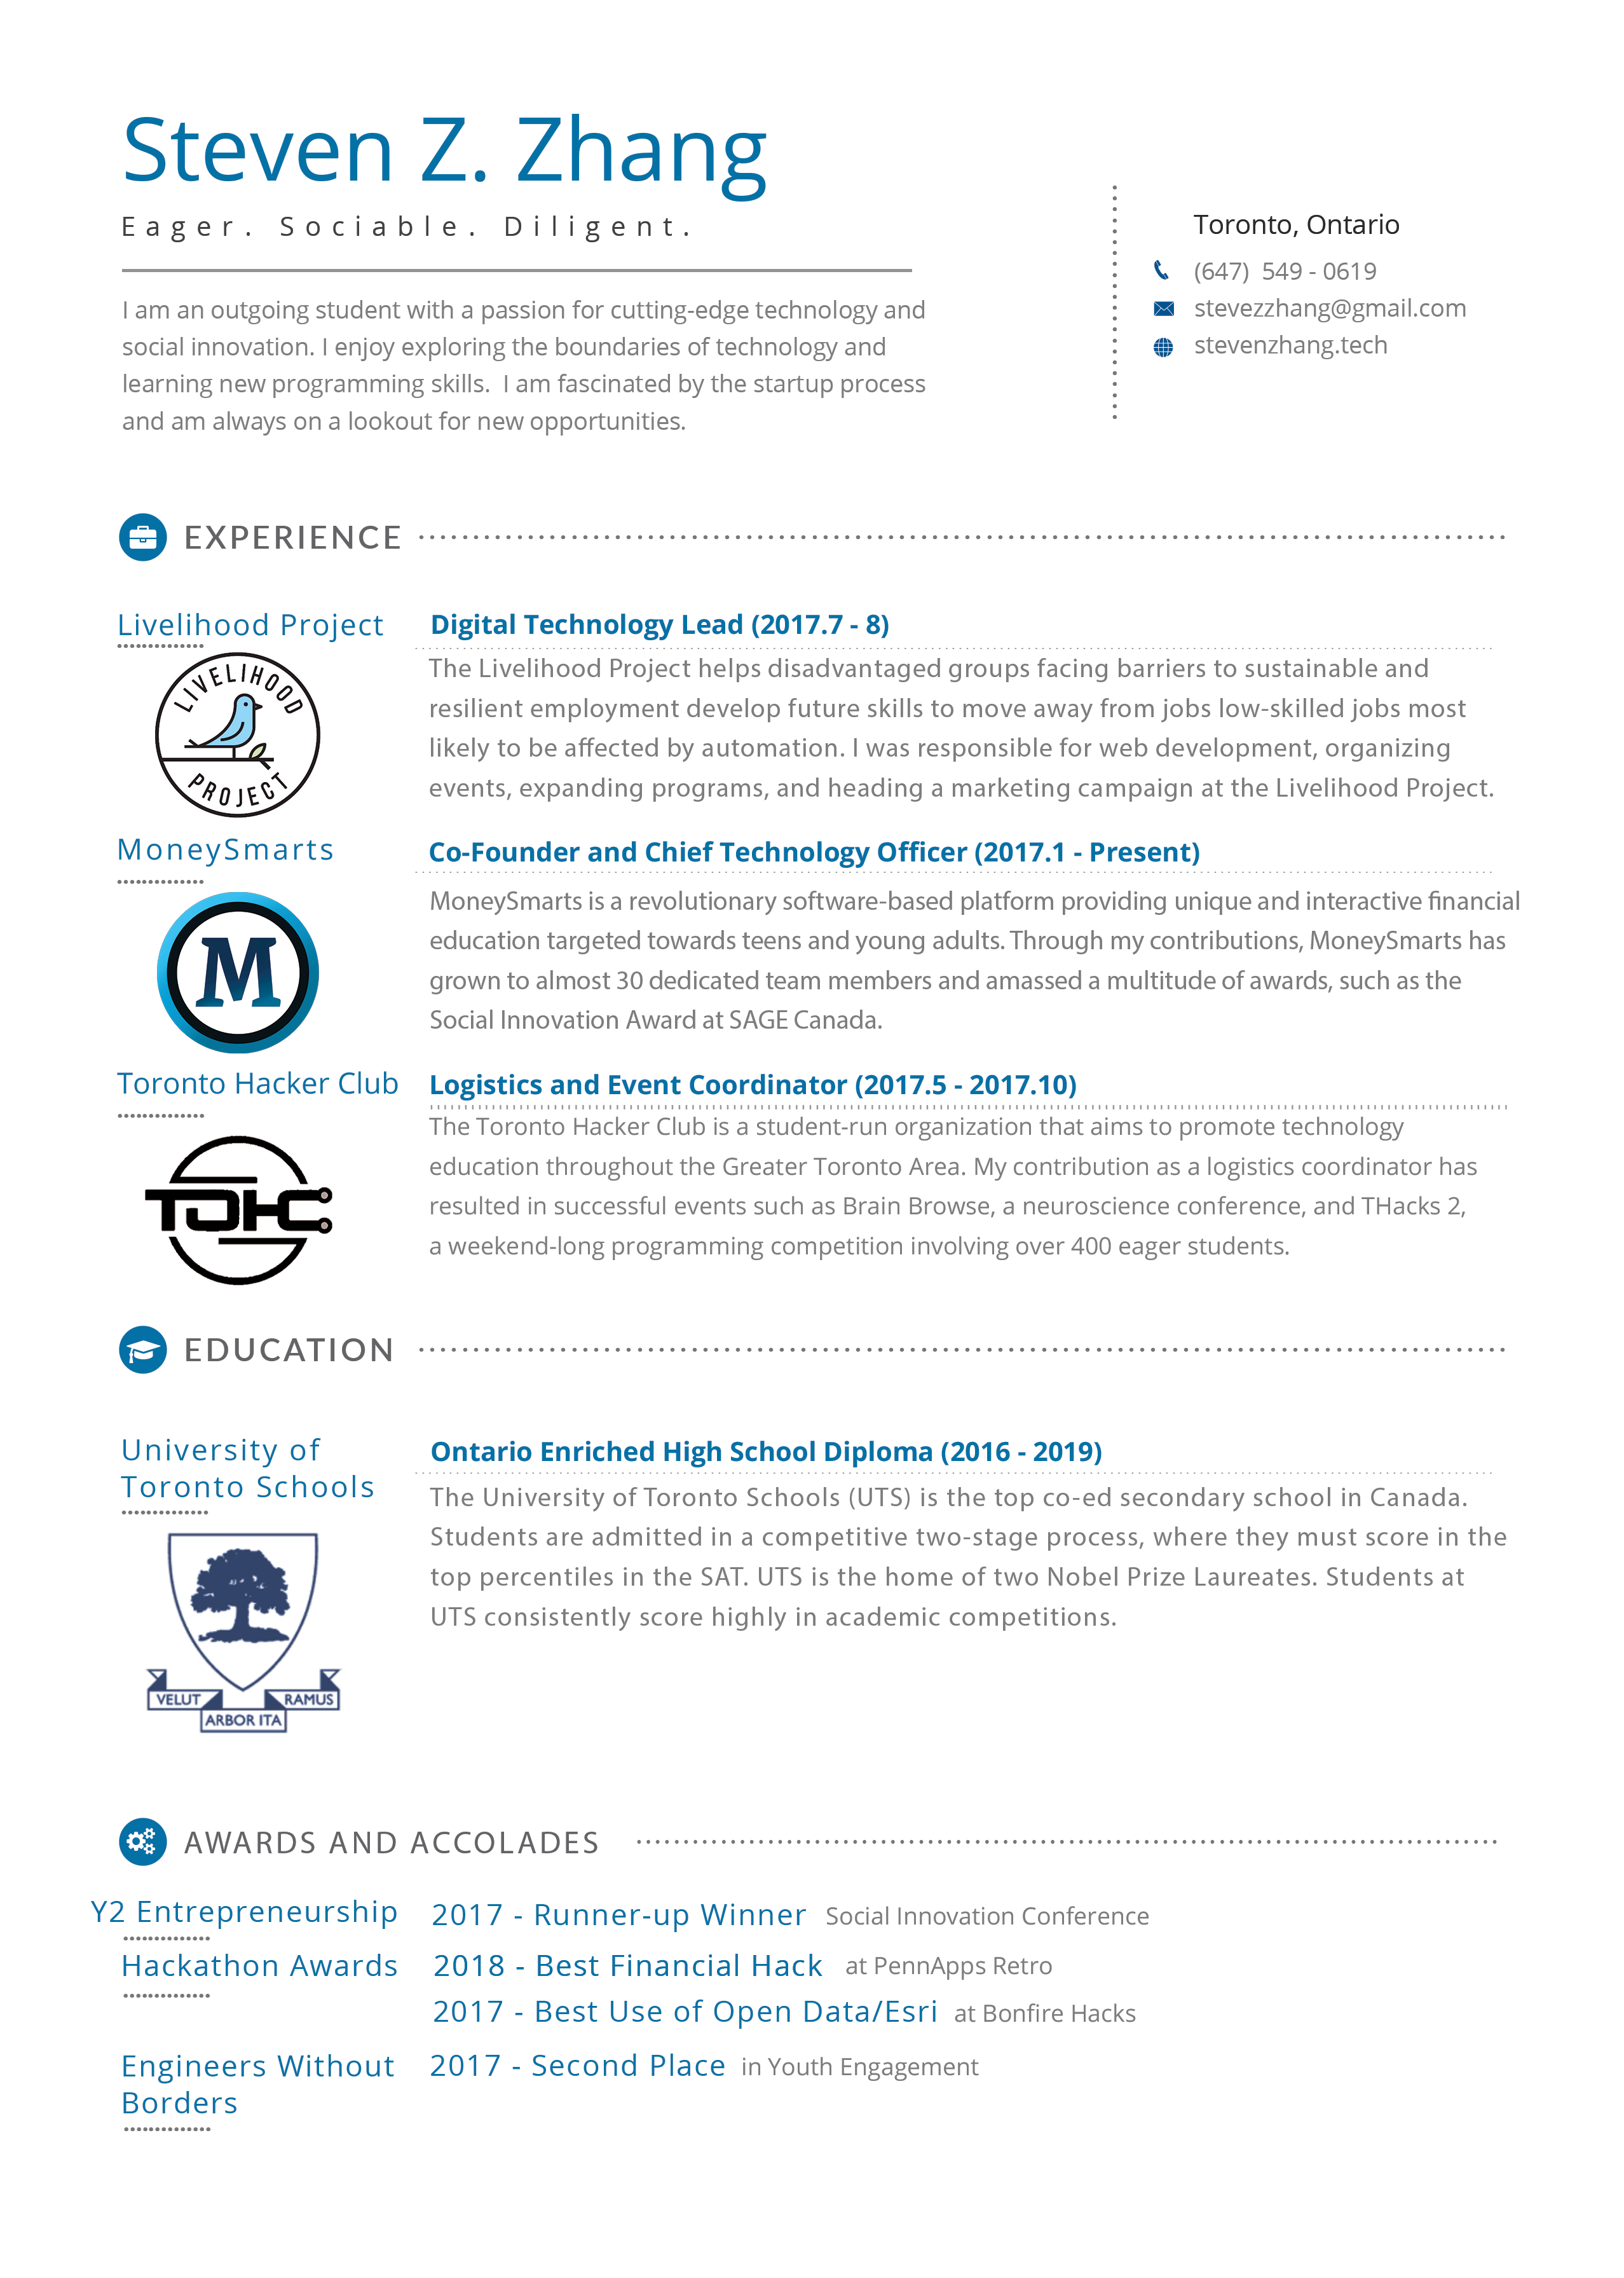 Steven Z. Zhang
Eager. Sociable. Diligent.
I am an outgoing student with a passion for cutting-edge technology and
social innovation. I enjoy exploring the boundaries of technology and
learning new programming skills.  I am fascinated by the startup process
and am always on a lookout for new opportunities.
Toronto, Ontario
(647)  549 - 0619
stevezzhang@gmail.com
stevenzhang.tech
EXPERIENCE
Livelihood Project
LIVELIHOOD
PROJECT
Digital Technology Lead (2017.7 - 8)
The Livelihood Project helps disadvantaged groups facing barriers to sustainable and
resilient employment develop future skills to move away from jobs low-skilled jobs most
likely to be affected by automation. I was responsible for web development, organizing
events, expanding programs, and heading a marketing campaign at the Livelihood Project.
MoneySmarts
M
Co-Founder and Chief Technology Officer (2017.1 - Present)
MoneySmarts is a revolutionary software-based platform providing unique and interactive financial
education targeted towards teens and young adults. Through my contributions, MoneySmarts has
grown to almost 30 dedicated team members and amassed a multitude of awards, such as the
Social Innovation Award at SAGE Canada.
Toronto Hacker Club
TOHC
Logistics and Event Coordinator (2017.5 - 2017.10)
The Toronto Hacker Club is a student-run organization that aims to promote technology
education throughout the Greater Toronto Area. My contribution as a logistics coordinator has
resulted in successful events such as Brain Browse, a neuroscience conference, and THacks 2,
a weekend-long programming competition involving over 400 eager students.
EDUCATION
University of
Toronto Schools
VELUT
ARBOR ITA
RAMUS
Ontario Enriched High School Diploma (2016 - 2019)
The University of Toronto Schools (UTS) is the top co-ed secondary school in Canada.
Students are admitted in a competitive two-stage process, where they must score in the
top percentiles in the SAT. UTS is the home of two Nobel Prize Laureates. Students at
UTS consistently score highly in academic competitions.
AWARDS AND ACCOLADES
Y2 Entrepreneurship
2017 - Runner-up Winner Social Innovation Conference
Hackathon Awards
2018 - Best Financial Hack at PennApps Retro
2017 - Best Use of Open Data/Esri at Bonfire Hacks
Engineers Without
Borders
2017 - Second Place in Youth Engagement